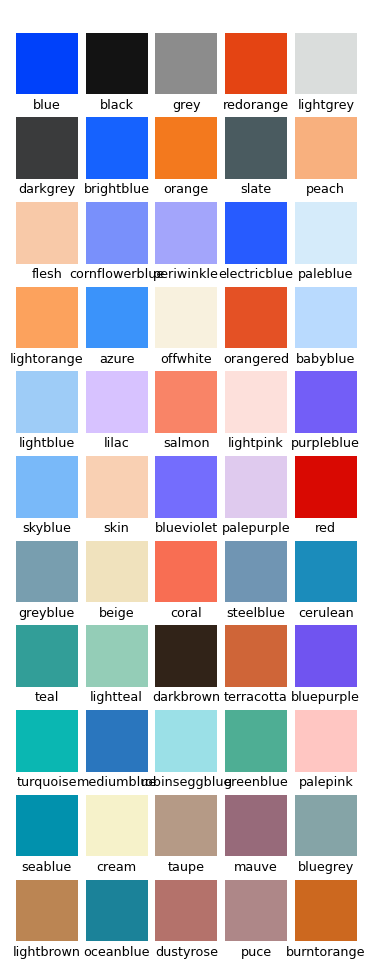 blue black grey redorange lightgrey
darkgrey brightblue orange slate peach
flesh cornflowerblue periwinkle electricblue paleblue
lightorange azure offwhite orangered babyblue
lightblue lilac salmon lightpink purpleblue
skyblue skin blueviolet palepurple red
greyblue beige coral steelblue cerulean
teal lightteal darkbrown terracotta bluepurple
turquoise mediumblue robinseggblue greenblue palepink
seablue cream taupe mauve bluegrey
lightbrown oceanblue dustyrose puce burntorange